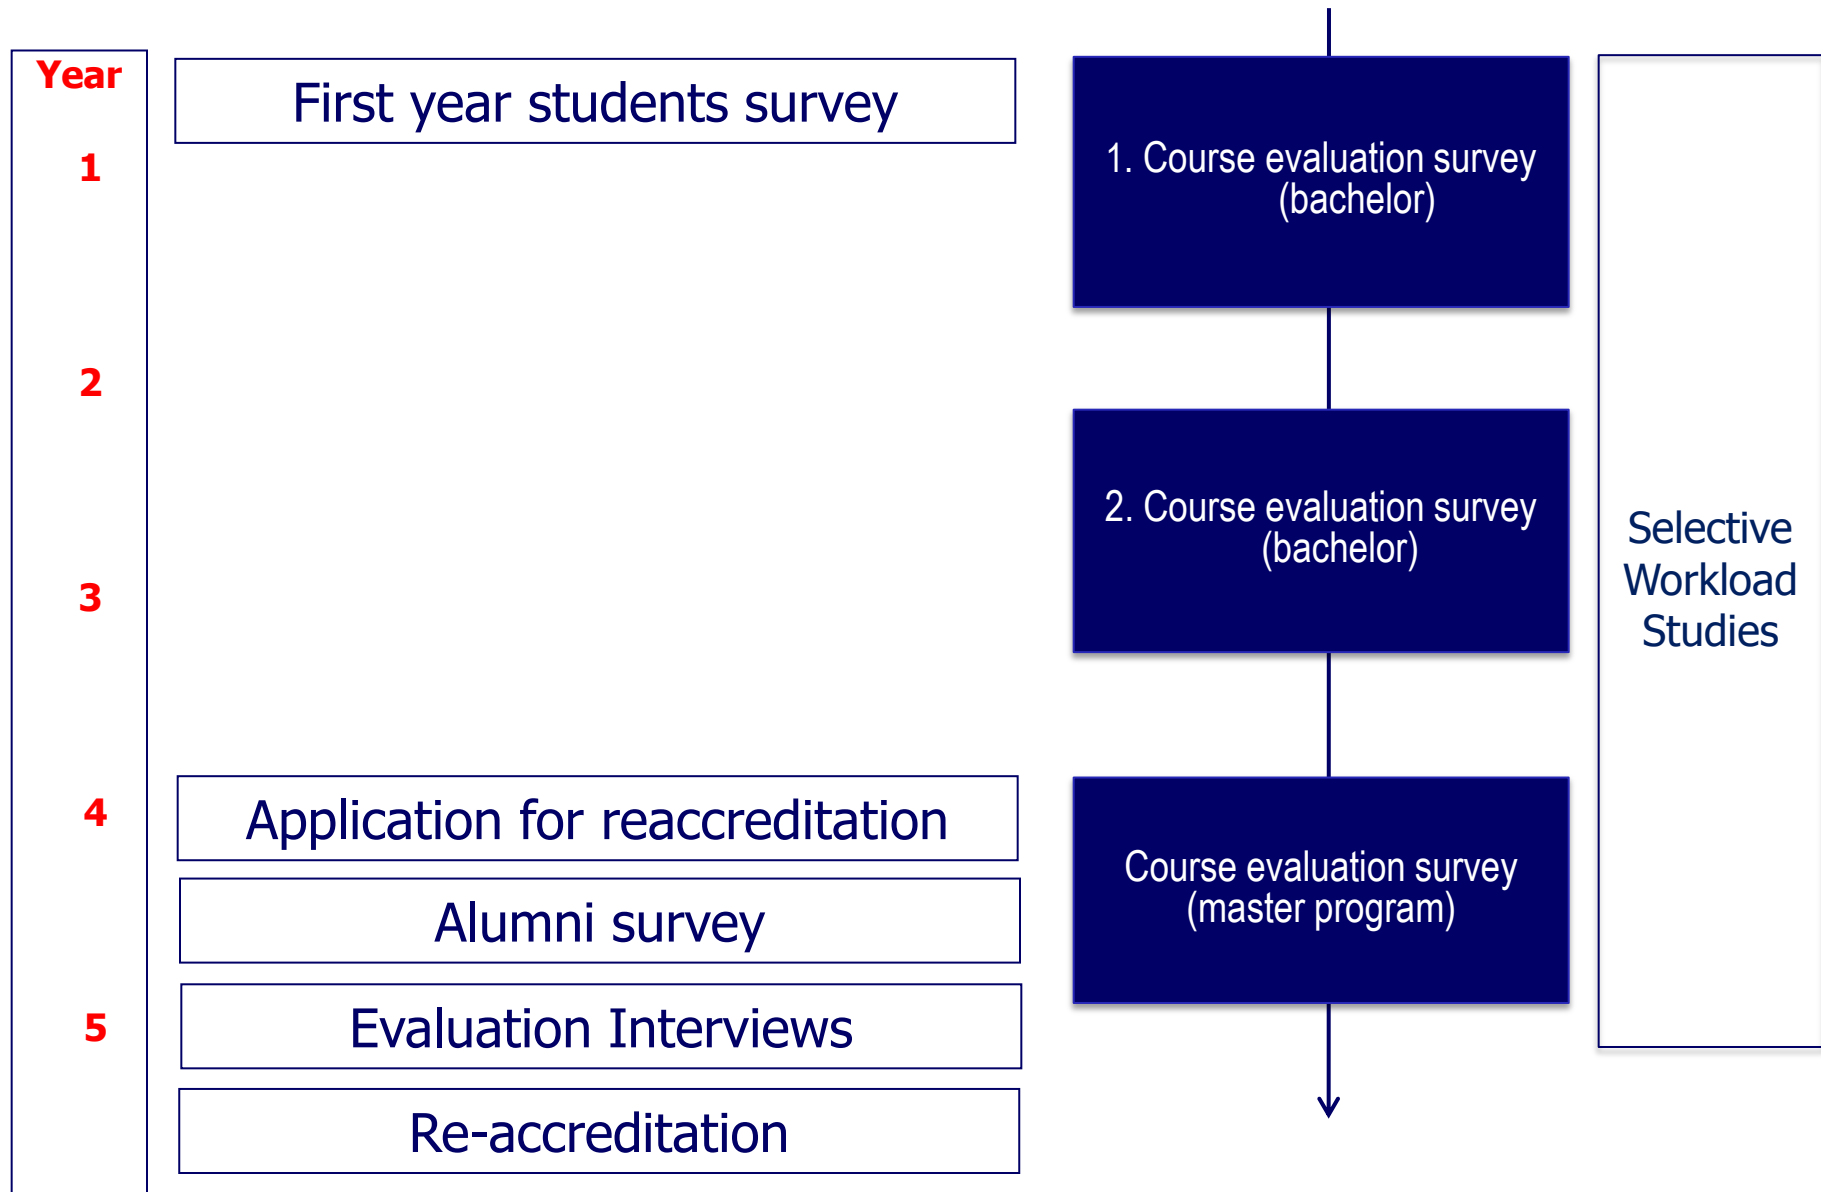 Year
1
2
3
4
5
First year students survey
Application for reaccreditation
Alumni survey
Evaluation Interviews
Re-accreditation
1. Course evaluation survey
(bachelor)
2. Course evaluation survey
(bachelor)
Course evaluation survey
(master program)
Selective
Workload
Studies